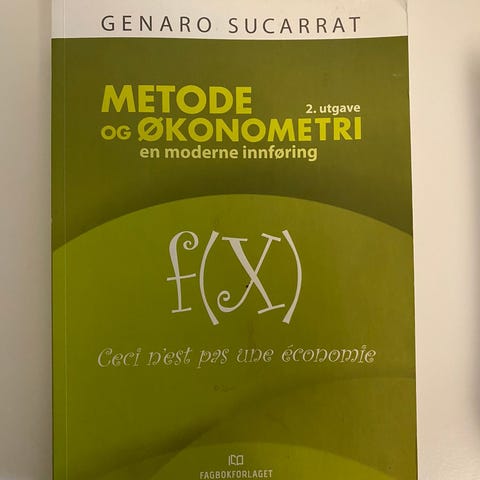 GENARO SUCARRAT
METODE
2. utgave
OG ØKONOMETRI
en moderne innføring
f(X)
Ceci n'est pas une économie
FAGBOKFORLAGET